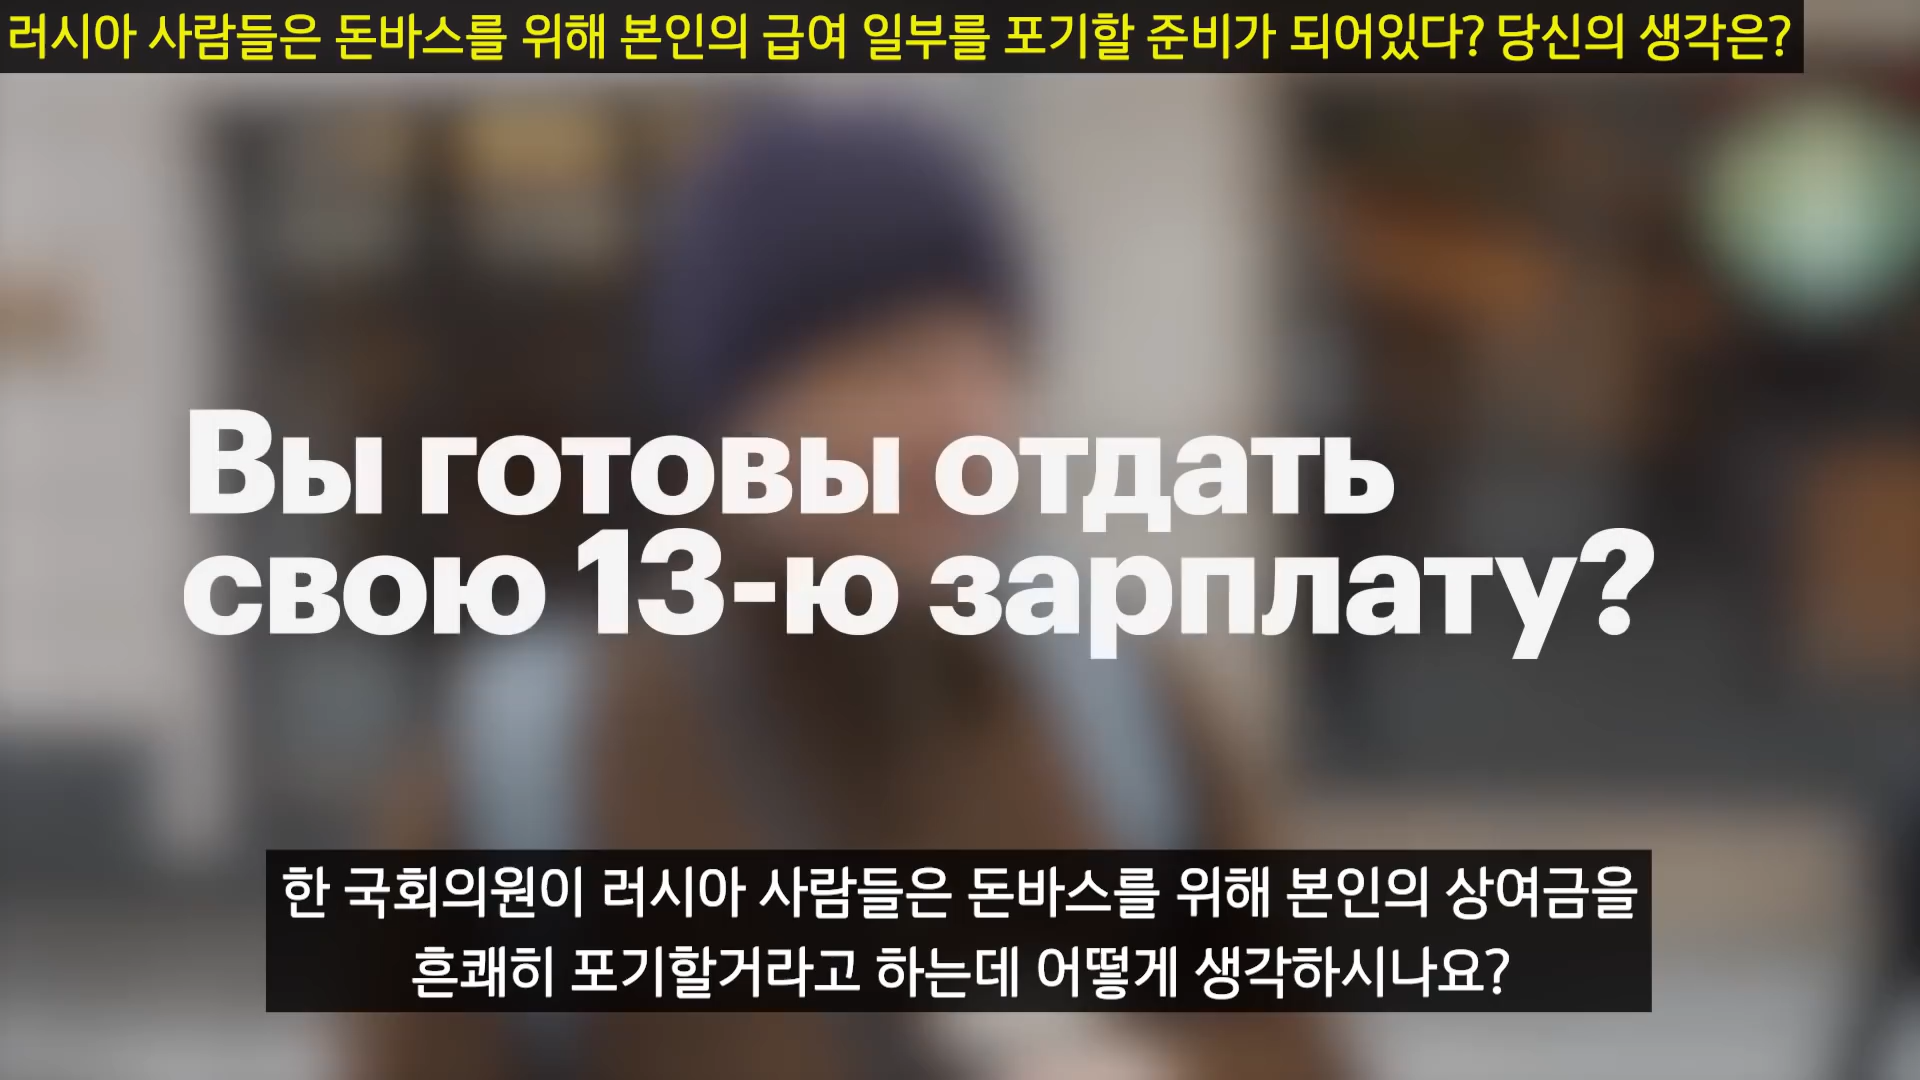 러시아 사람들은 돈바스를 위해 본인의 급여 일부를 포기할 준비가 되어있다? 당신의 생각은?
Вы готовы отдать
свою 13-ю зарплату?
한 국회의원이 러시아 사람들은 돈바스를 위해 본인의 상여금을
흔쾌히 포기할거라고 하는데 어떻게 생각하시나요?